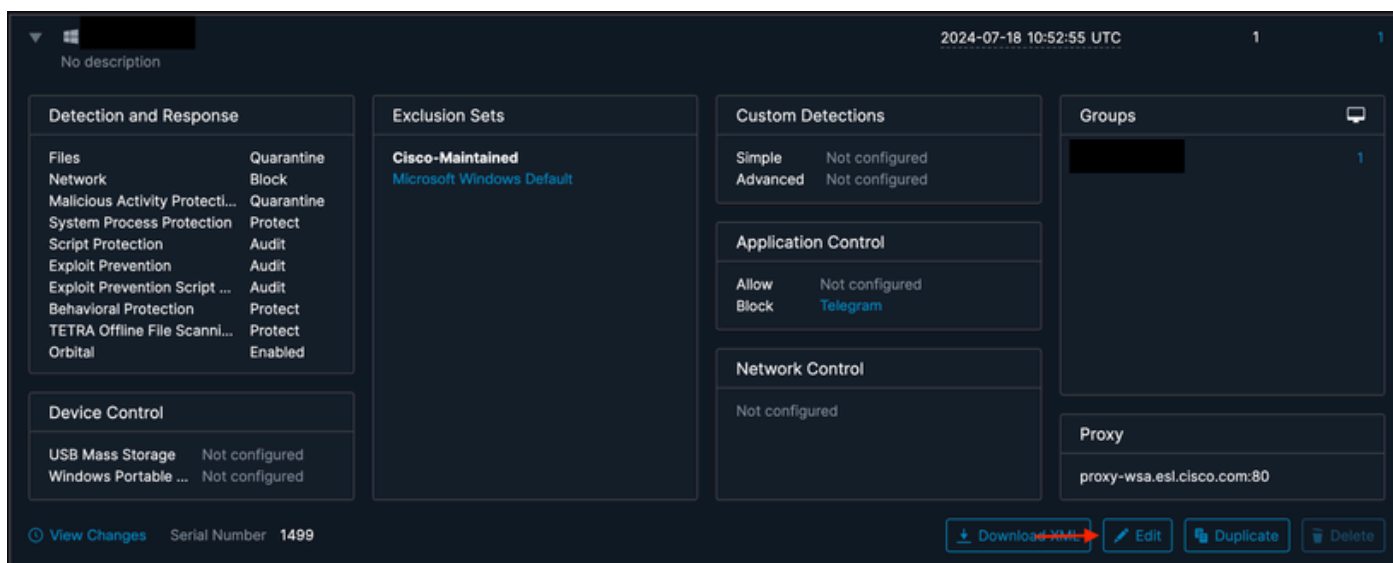 2024-07-18 10:52:55 UTC 1 1
No description
Detection and Response
Files Quarantine
Network Block
Malicious Activity Protecti... Quarantine
System Process Protection Protect
Script Protection Audit
Exploit Prevention Audit
Exploit Prevention Script ... Audit
Behavioral Protection Protect
TETRA Offline File Scanni... Protect
Orbital Enabled
Device Control
USB Mass Storage Not configured
Windows Portable ... Not configured
Exclusion Sets
Cisco-Maintained
Microsoft Windows Default
Custom Detections
Simple Not configured
Advanced Not configured
Application Control
Allow Not configured
Block Telegram
Network Control
Not configured
Groups
1
Proxy
proxy-wsa.esl.cisco.com:80
View Changes Serial Number 1499
Download XML Edit Duplicate Delete